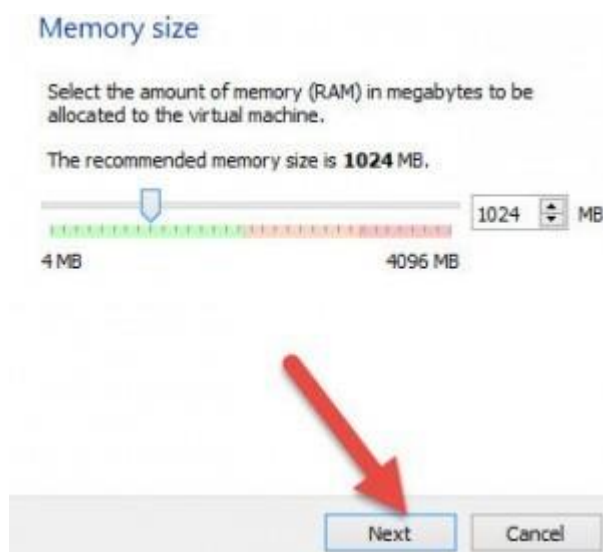 Memory size
Select the amount of memory (RAM) in megabytes to be
allocated to the virtual machine.
The recommended memory size is 1024 MB.
1024 MB
4 MB 4096 MB
Next Cancel